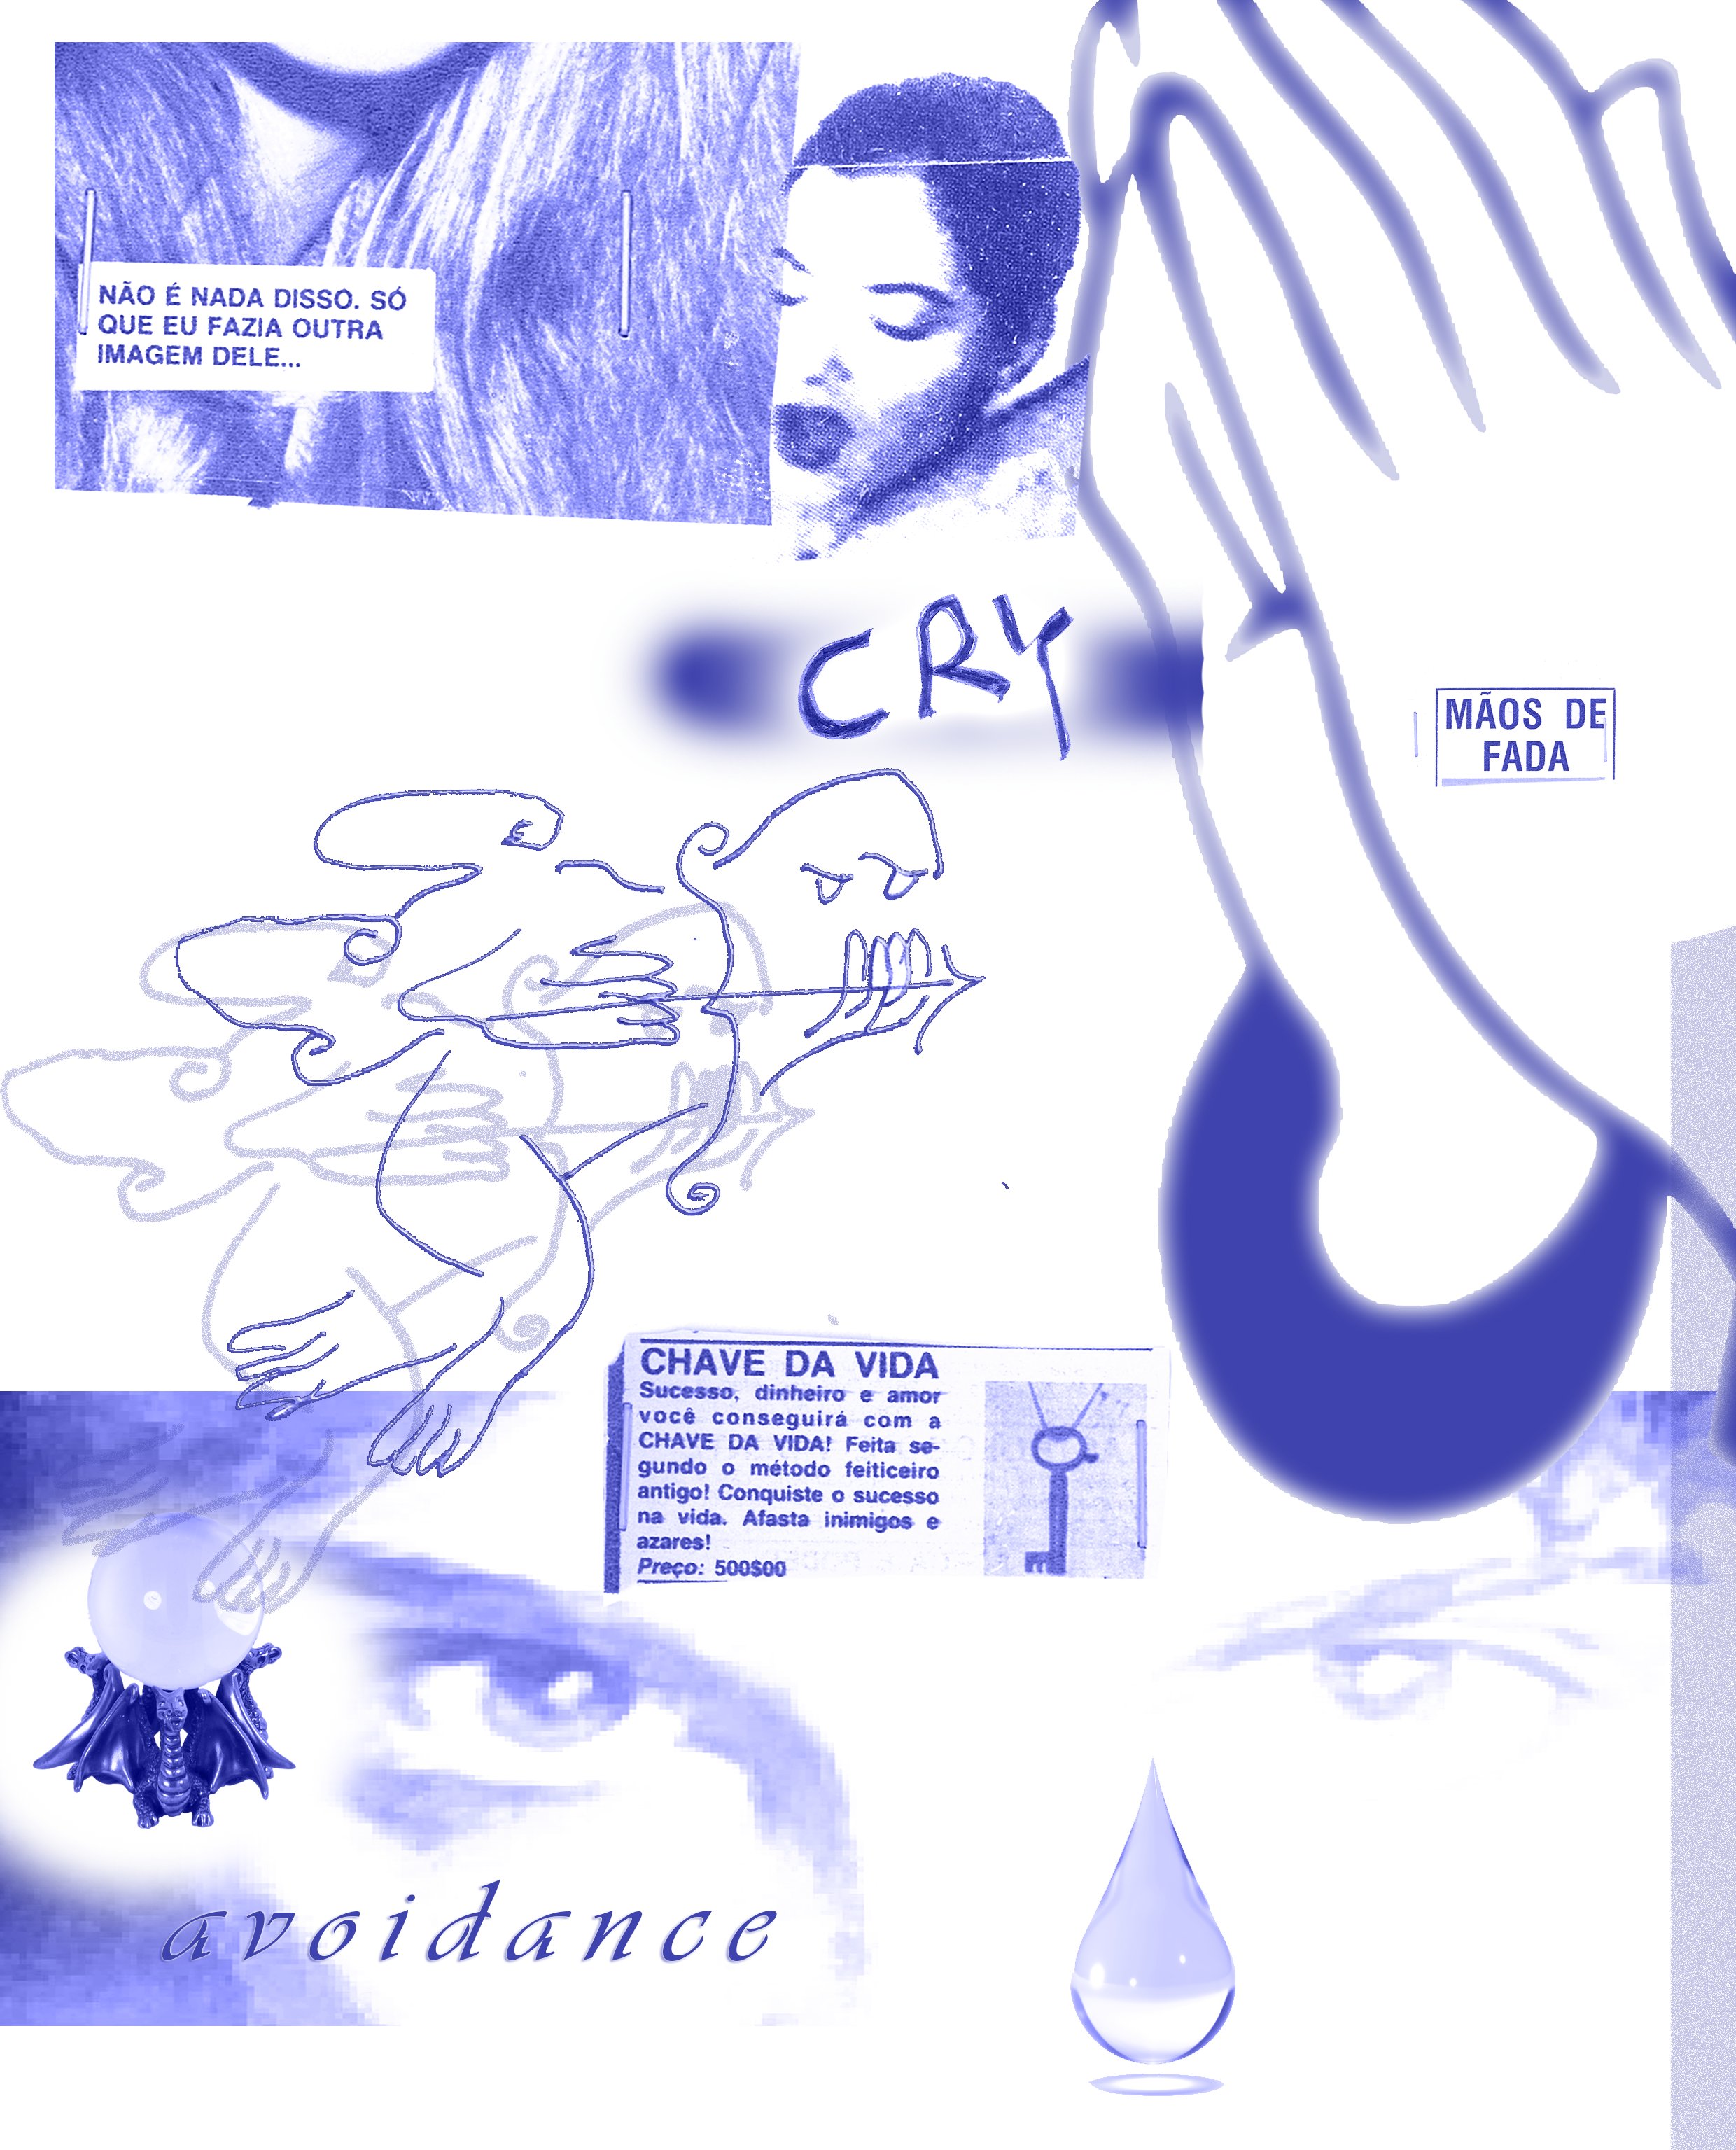 NÃO É NADA DISSO. SÓ
QUE EU FAZIA OUTRA
IMAGEM DELE...
CRY
MÃOS DE
FADA
CHAVE DA VIDA
Sucesso, dinheiro e amor
você conseguirá com a
CHAVE DA VIDA! Feita se-
gundo o método feiticeiro
antigo! Conquiste o sucesso
na vida. Afasta inimigos e
azares!
Preço: 500$00
avoidance